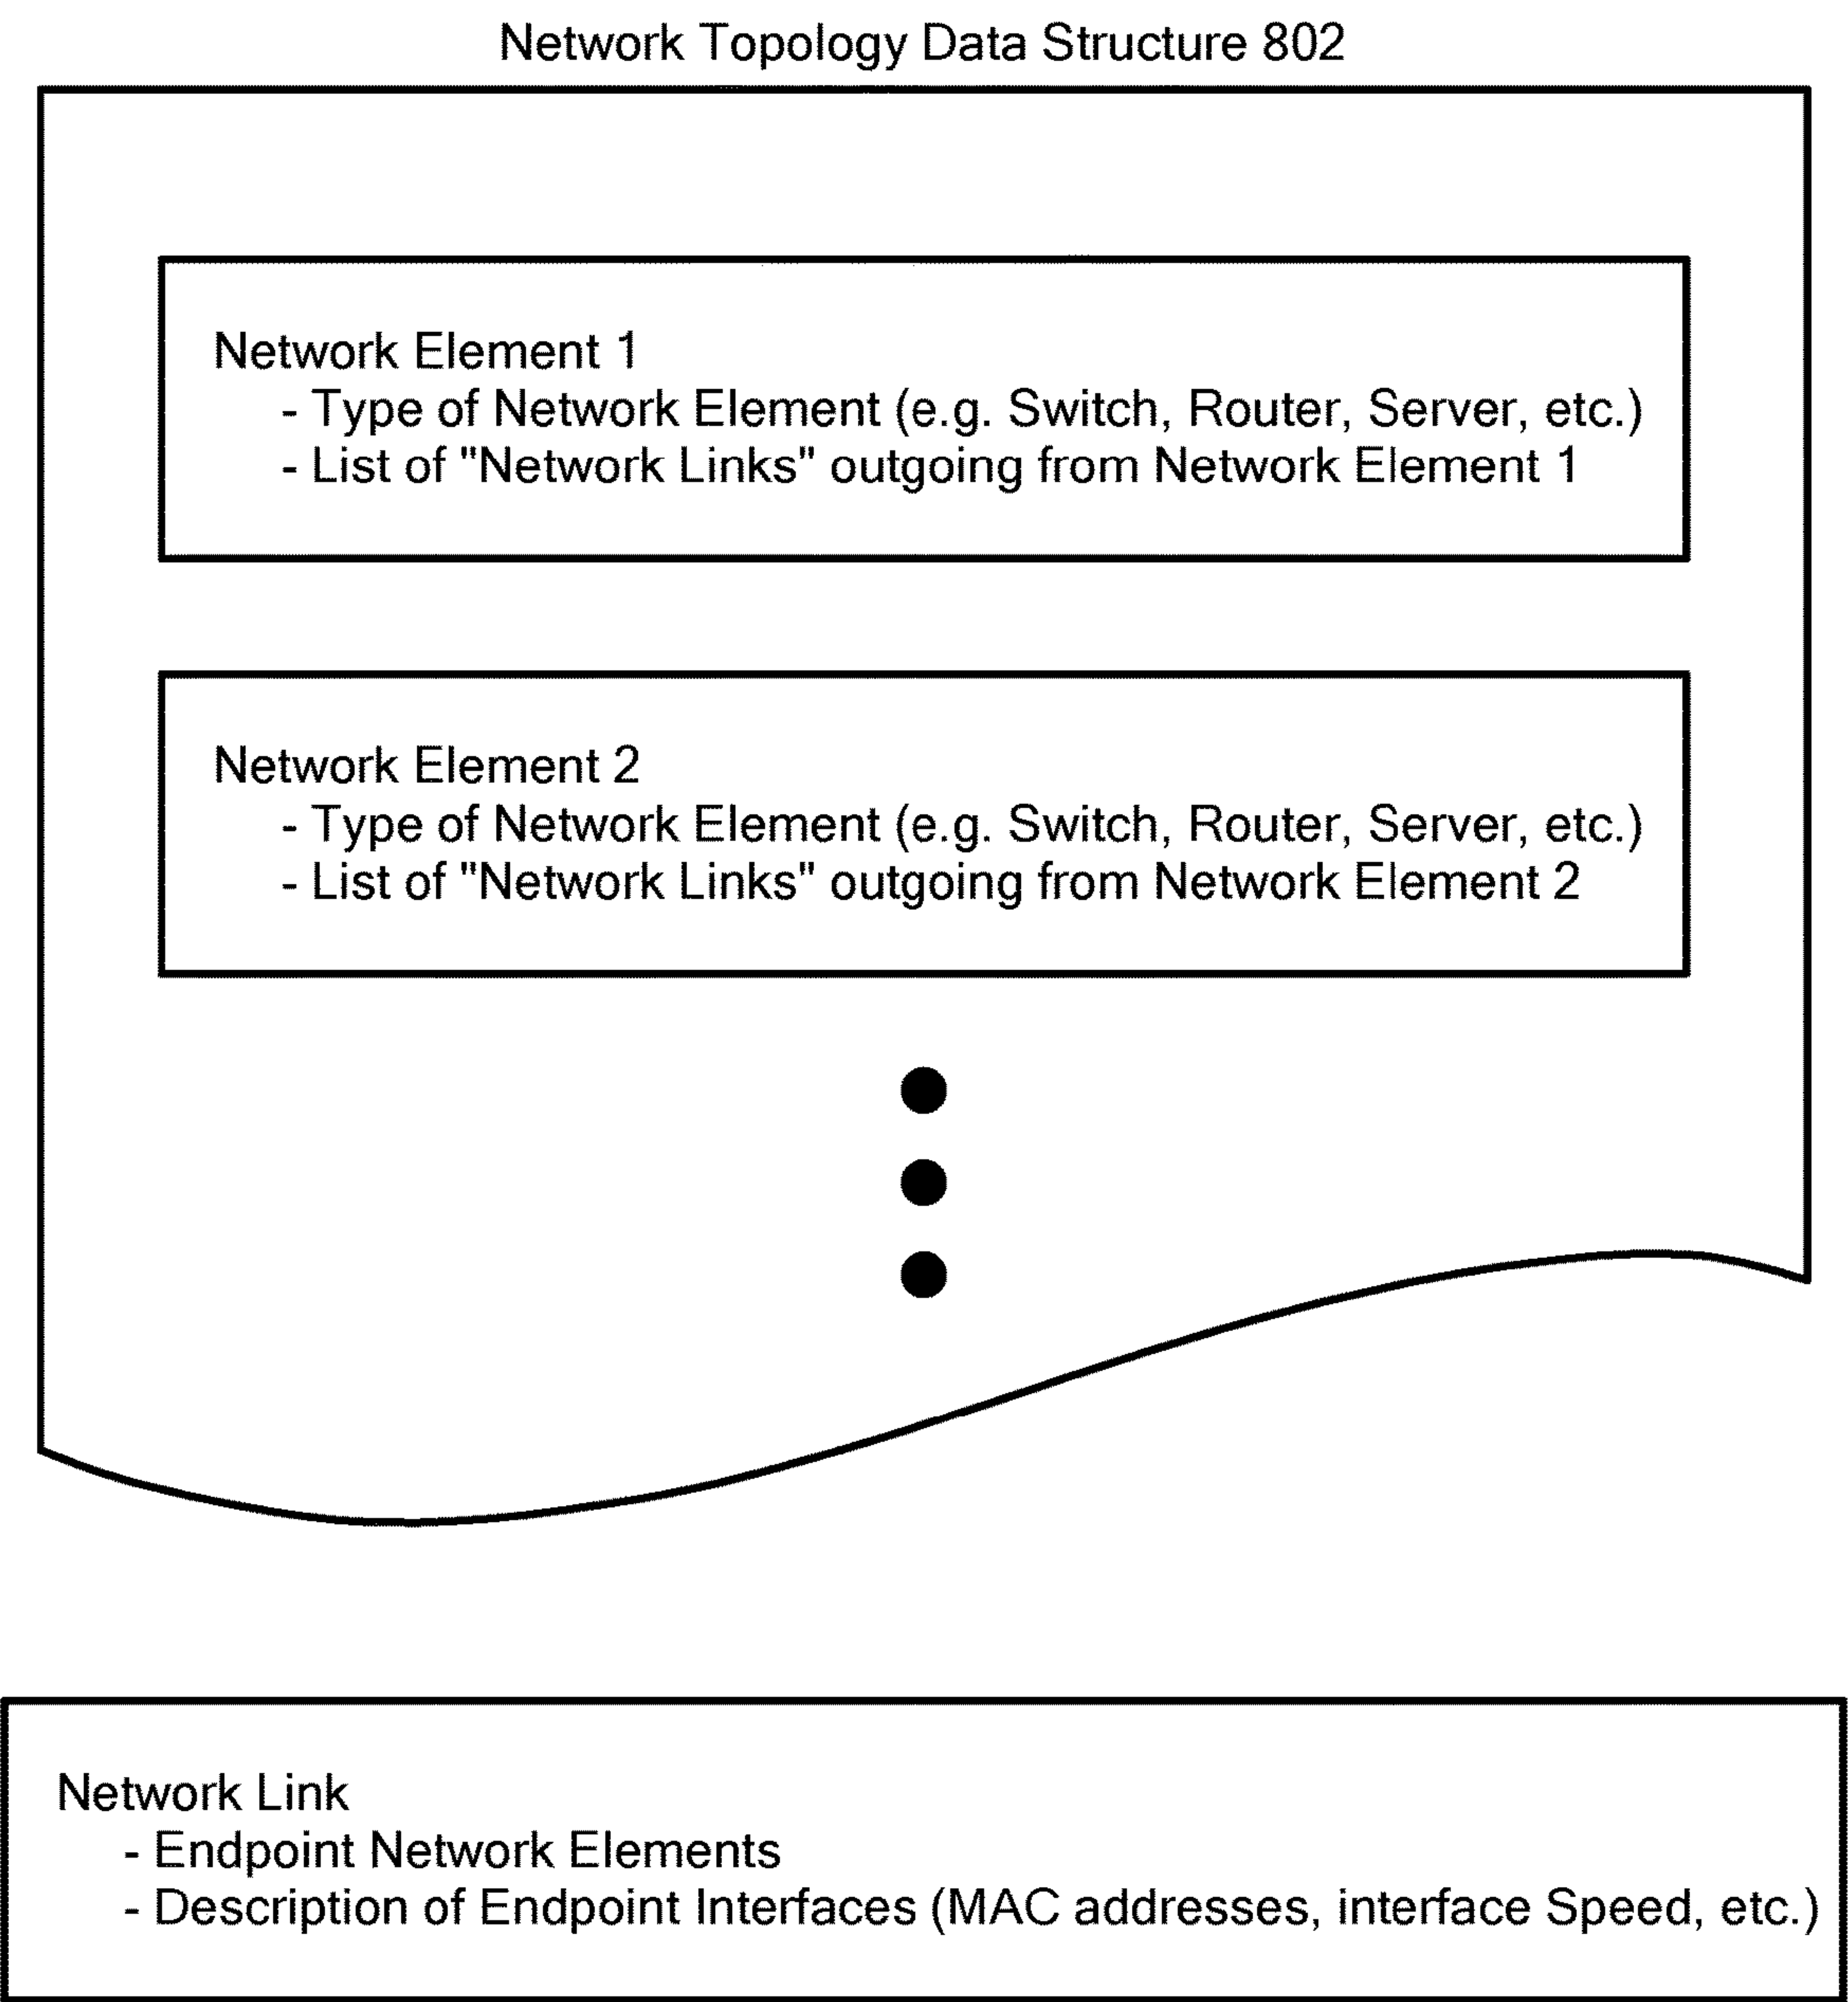 Network Topology Data Structure 802
Network Element 1
- Type of Network Element (e.g. Switch, Router, Server, etc.)
- List of "Network Links" outgoing from Network Element 1
Network Element 2
- Type of Network Element (e.g. Switch, Router, Server, etc.)
- List of "Network Links" outgoing from Network Element 2
Network Link
- Endpoint Network Elements
- Description of Endpoint Interfaces (MAC addresses, interface Speed, etc.)